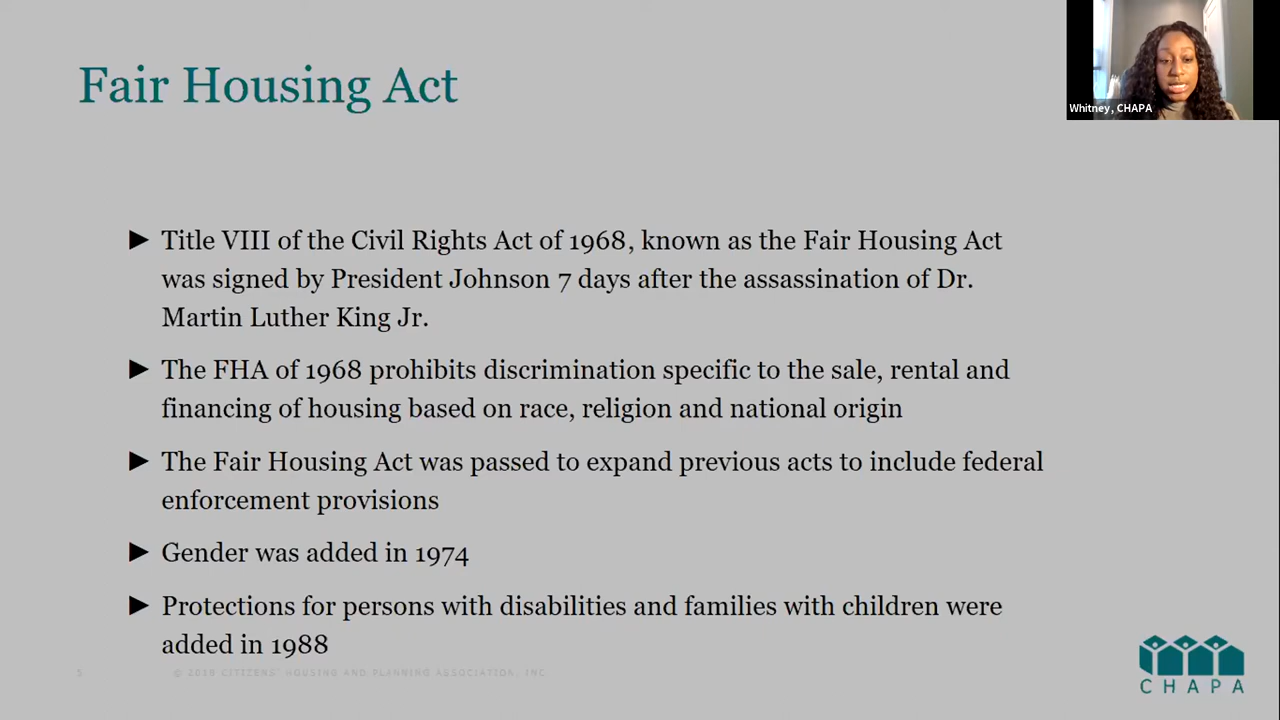 Fair Housing Act
Whitney, CHAPA
► Title VIII of the Civil Rights Act of 1968, known as the Fair Housing Act
was signed by President Johnson 7 days after the assassination of Dr.
Martin Luther King Jr.
► The FHA of 1968 prohibits discrimination specific to the sale, rental and
financing of housing based on race, religion and national origin
► The Fair Housing Act was passed to expand previous acts to include federal
enforcement provisions
► Gender was added in 1974
► Protections for persons with disabilities and families with children were
added in 1988
5
© 2019 CITIZENS' HOUSING AND PLANNING ASSOCIATION, INC
CHAPA